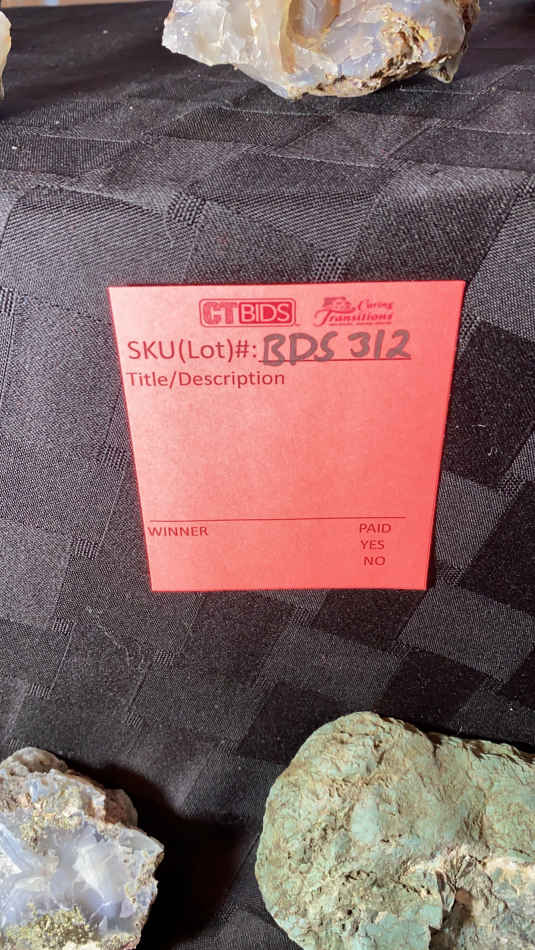 CTBIDS Caring Transitions
SKU(Lot)#: BDS 312
Title/Description
WINNER PAID
YES
NO